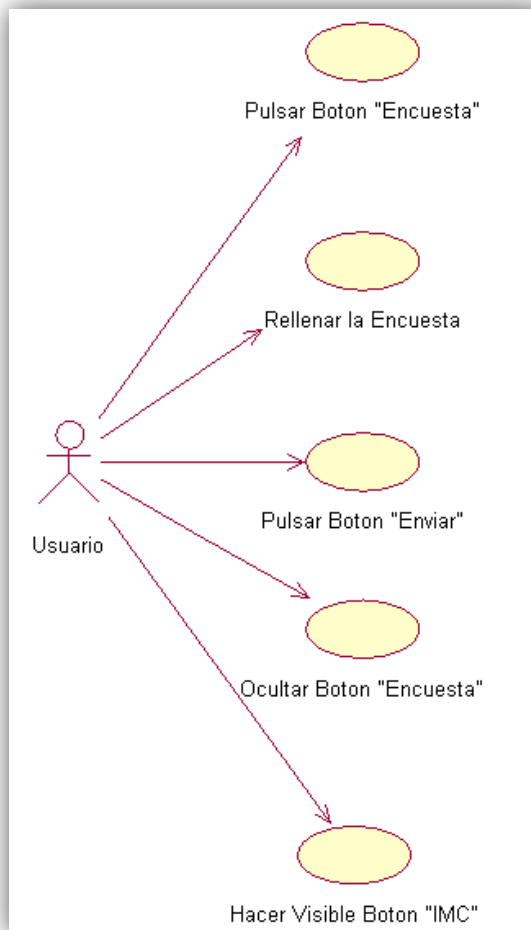 Pulsar Boton "Encuesta"
Rellenar la Encuesta
Pulsar Boton "Enviar"
Usuario
Ocultar Boton "Encuesta"
Hacer Visible Boton "IMC"